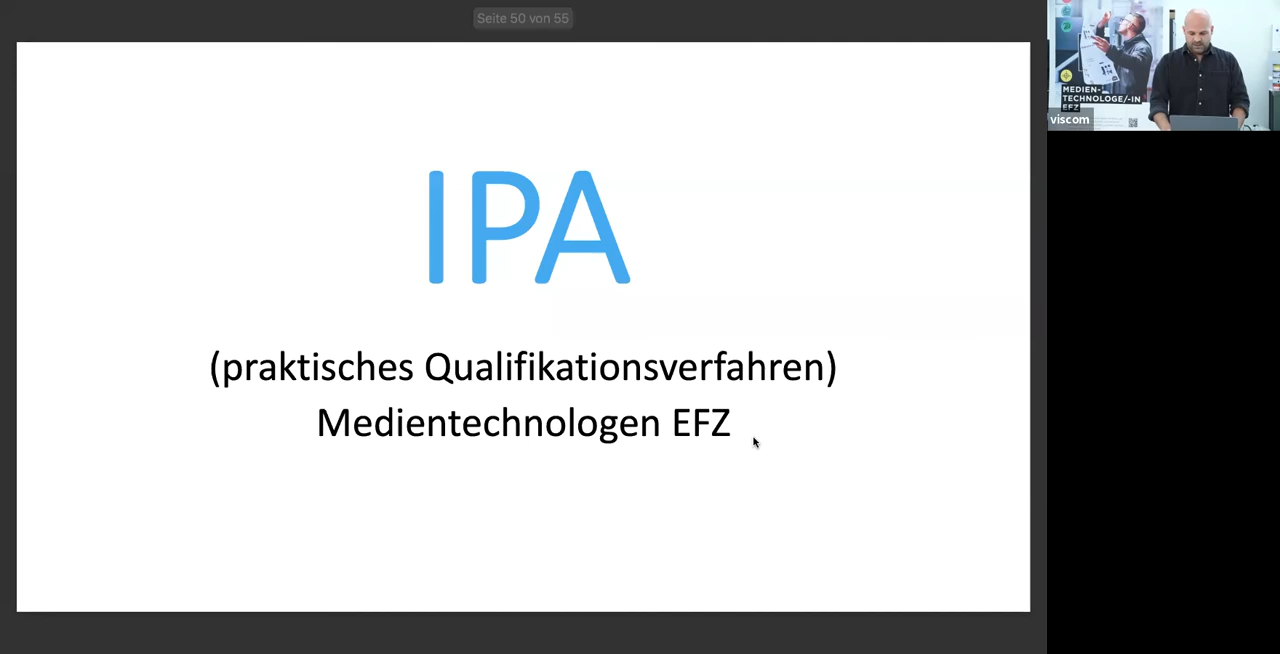 Seite 50 von 55
IPA
(praktisches Qualifikationsverfahren)
Medientechnologen EFZ
MEDIEN-
TECHNOLOGE/-IN
EFZ
viscom